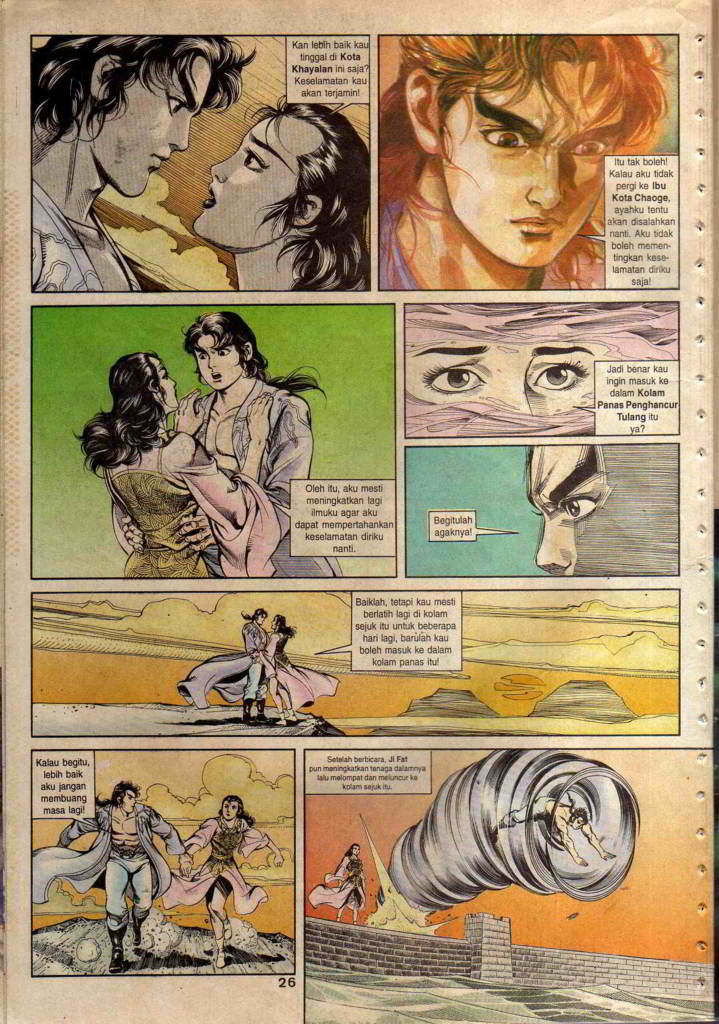 Kan lebih baik kau
tinggal di Kota
Khayalan ini saja?
Keselamatan kau
akan terjamin!
Itu tak boleh!
Kalau aku tidak
pergi ke Ibu
Kota Chaoge,
ayahku tentu
akan disalahkan
nanti. Aku tidak
boleh memen-
tingkan kese-
lamatan diriku
saja!
Oleh itu, aku mesti
meningkatkan lagi
ilmuku agar aku
dapat mempertahankan
keselamatan diriku
nanti.
Jadi benar kau
ingin masuk ke
dalam Kolam
Panas Penghancur
Tulang itu
ya?
Begitulah
agaknya!
Baiklah, tetapi kau mesti
berlatih lagi di kolam
sejuk itu untuk beberapa
hari lagi, barulah kau
boleh masuk ke dalam
kolam panas itu!
Kalau begitu,
lebih baik
aku jangan
membuang
masa lagi!
Setelah berbicara, Ji Fat
pun meningkatkan tenaga dalamnya
lalu melompat dan meluncur ke
kolam sejuk itu.
26